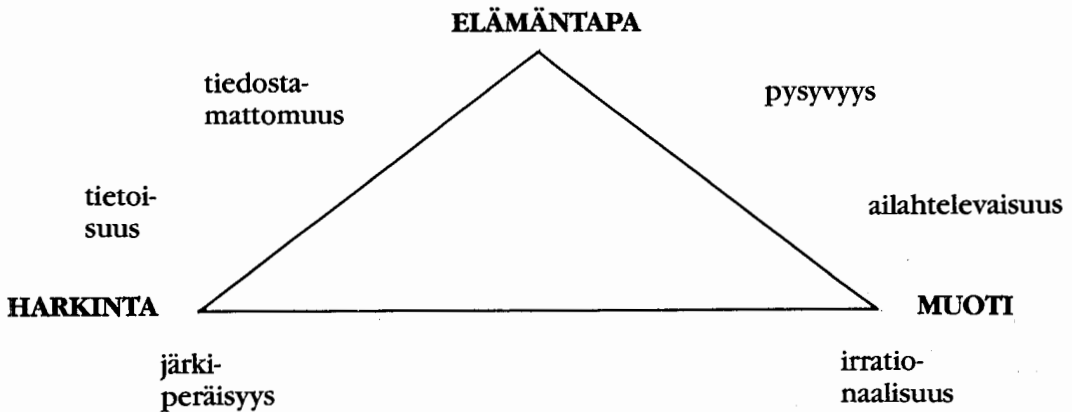 ELÄMÄNTAPA
tiedosta-
mattomuus
pysyvyys
tietoi-
suus
ailahtelevaisuus
HARKINTA
MUOTI
järki-
peräisyys
irratio-
naalisuus